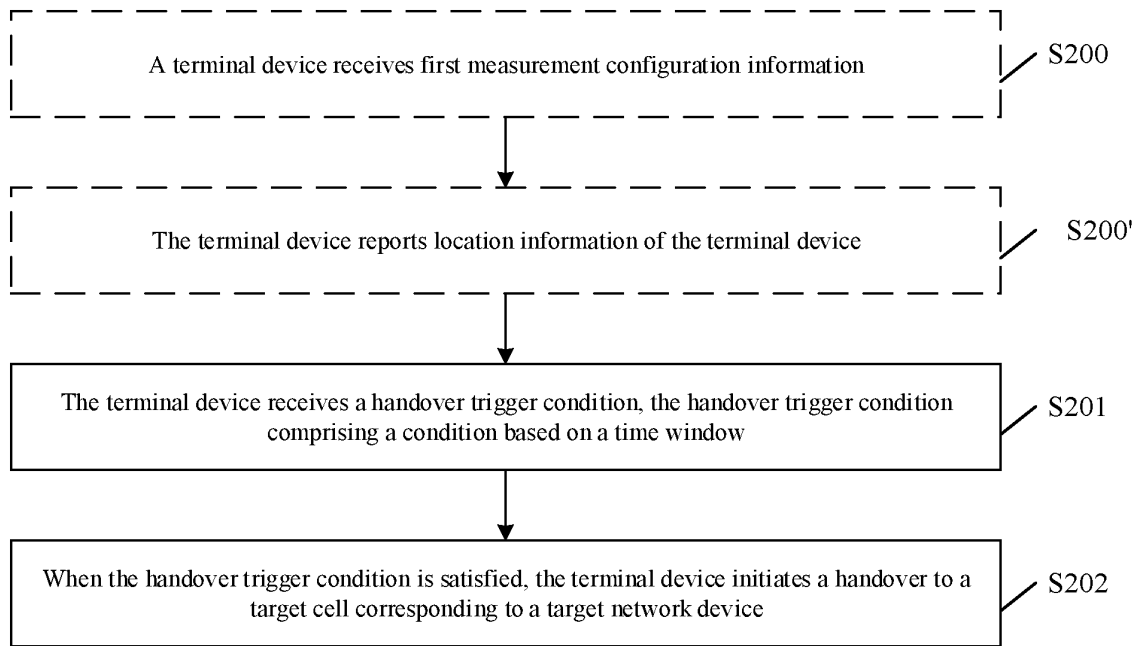 A terminal device receives first measurement configuration information
S200
The terminal device reports location information of the terminal device
S200'
The terminal device receives a handover trigger condition, the handover trigger condition
comprising a condition based on a time window
S201
When the handover trigger condition is satisfied, the terminal device initiates a handover to a
target cell corresponding to a target network device
S202